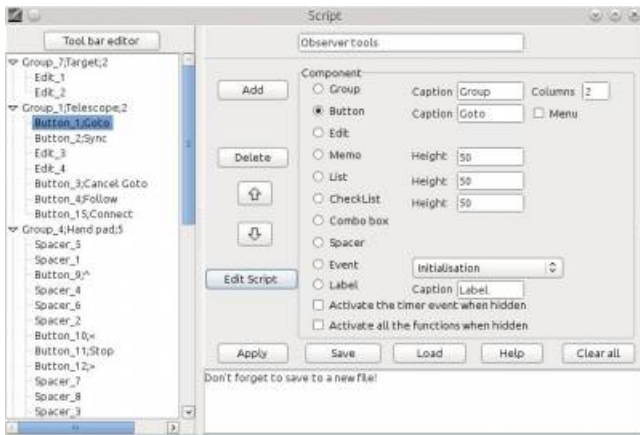 Script
Tool bar editor
Group_7;Target;2
Edit_1
Edit_2
Group_1;Telescope;2
Button_1;Goto
Button_2;Sync
Edit_3
Edit_4
Button_3;Cancel Goto
Button_4;Follow
Button_15;Connect
Group_4;Hand pad;5
Spacer_5
Spacer_1
Button_9;^
Spacer_4
Spacer_6
Spacer_2
Button_10;<
Button_11;Stop
Button_12;>
Spacer_7
Spacer_8
Spacer_3
Observer tools
Add
Delete
Edit Script
Component
Group Caption Group Columns 2
Button Caption Goto Menu
Edit
Memo Height 50
List Height 50
CheckList Height 50
Combo box
Spacer
Event Initialisation
Label Caption Label
Activate the timer event when hidden
Activate all the functions when hidden
Apply Save Load Help Clear all
Don't forget to save to a new file!